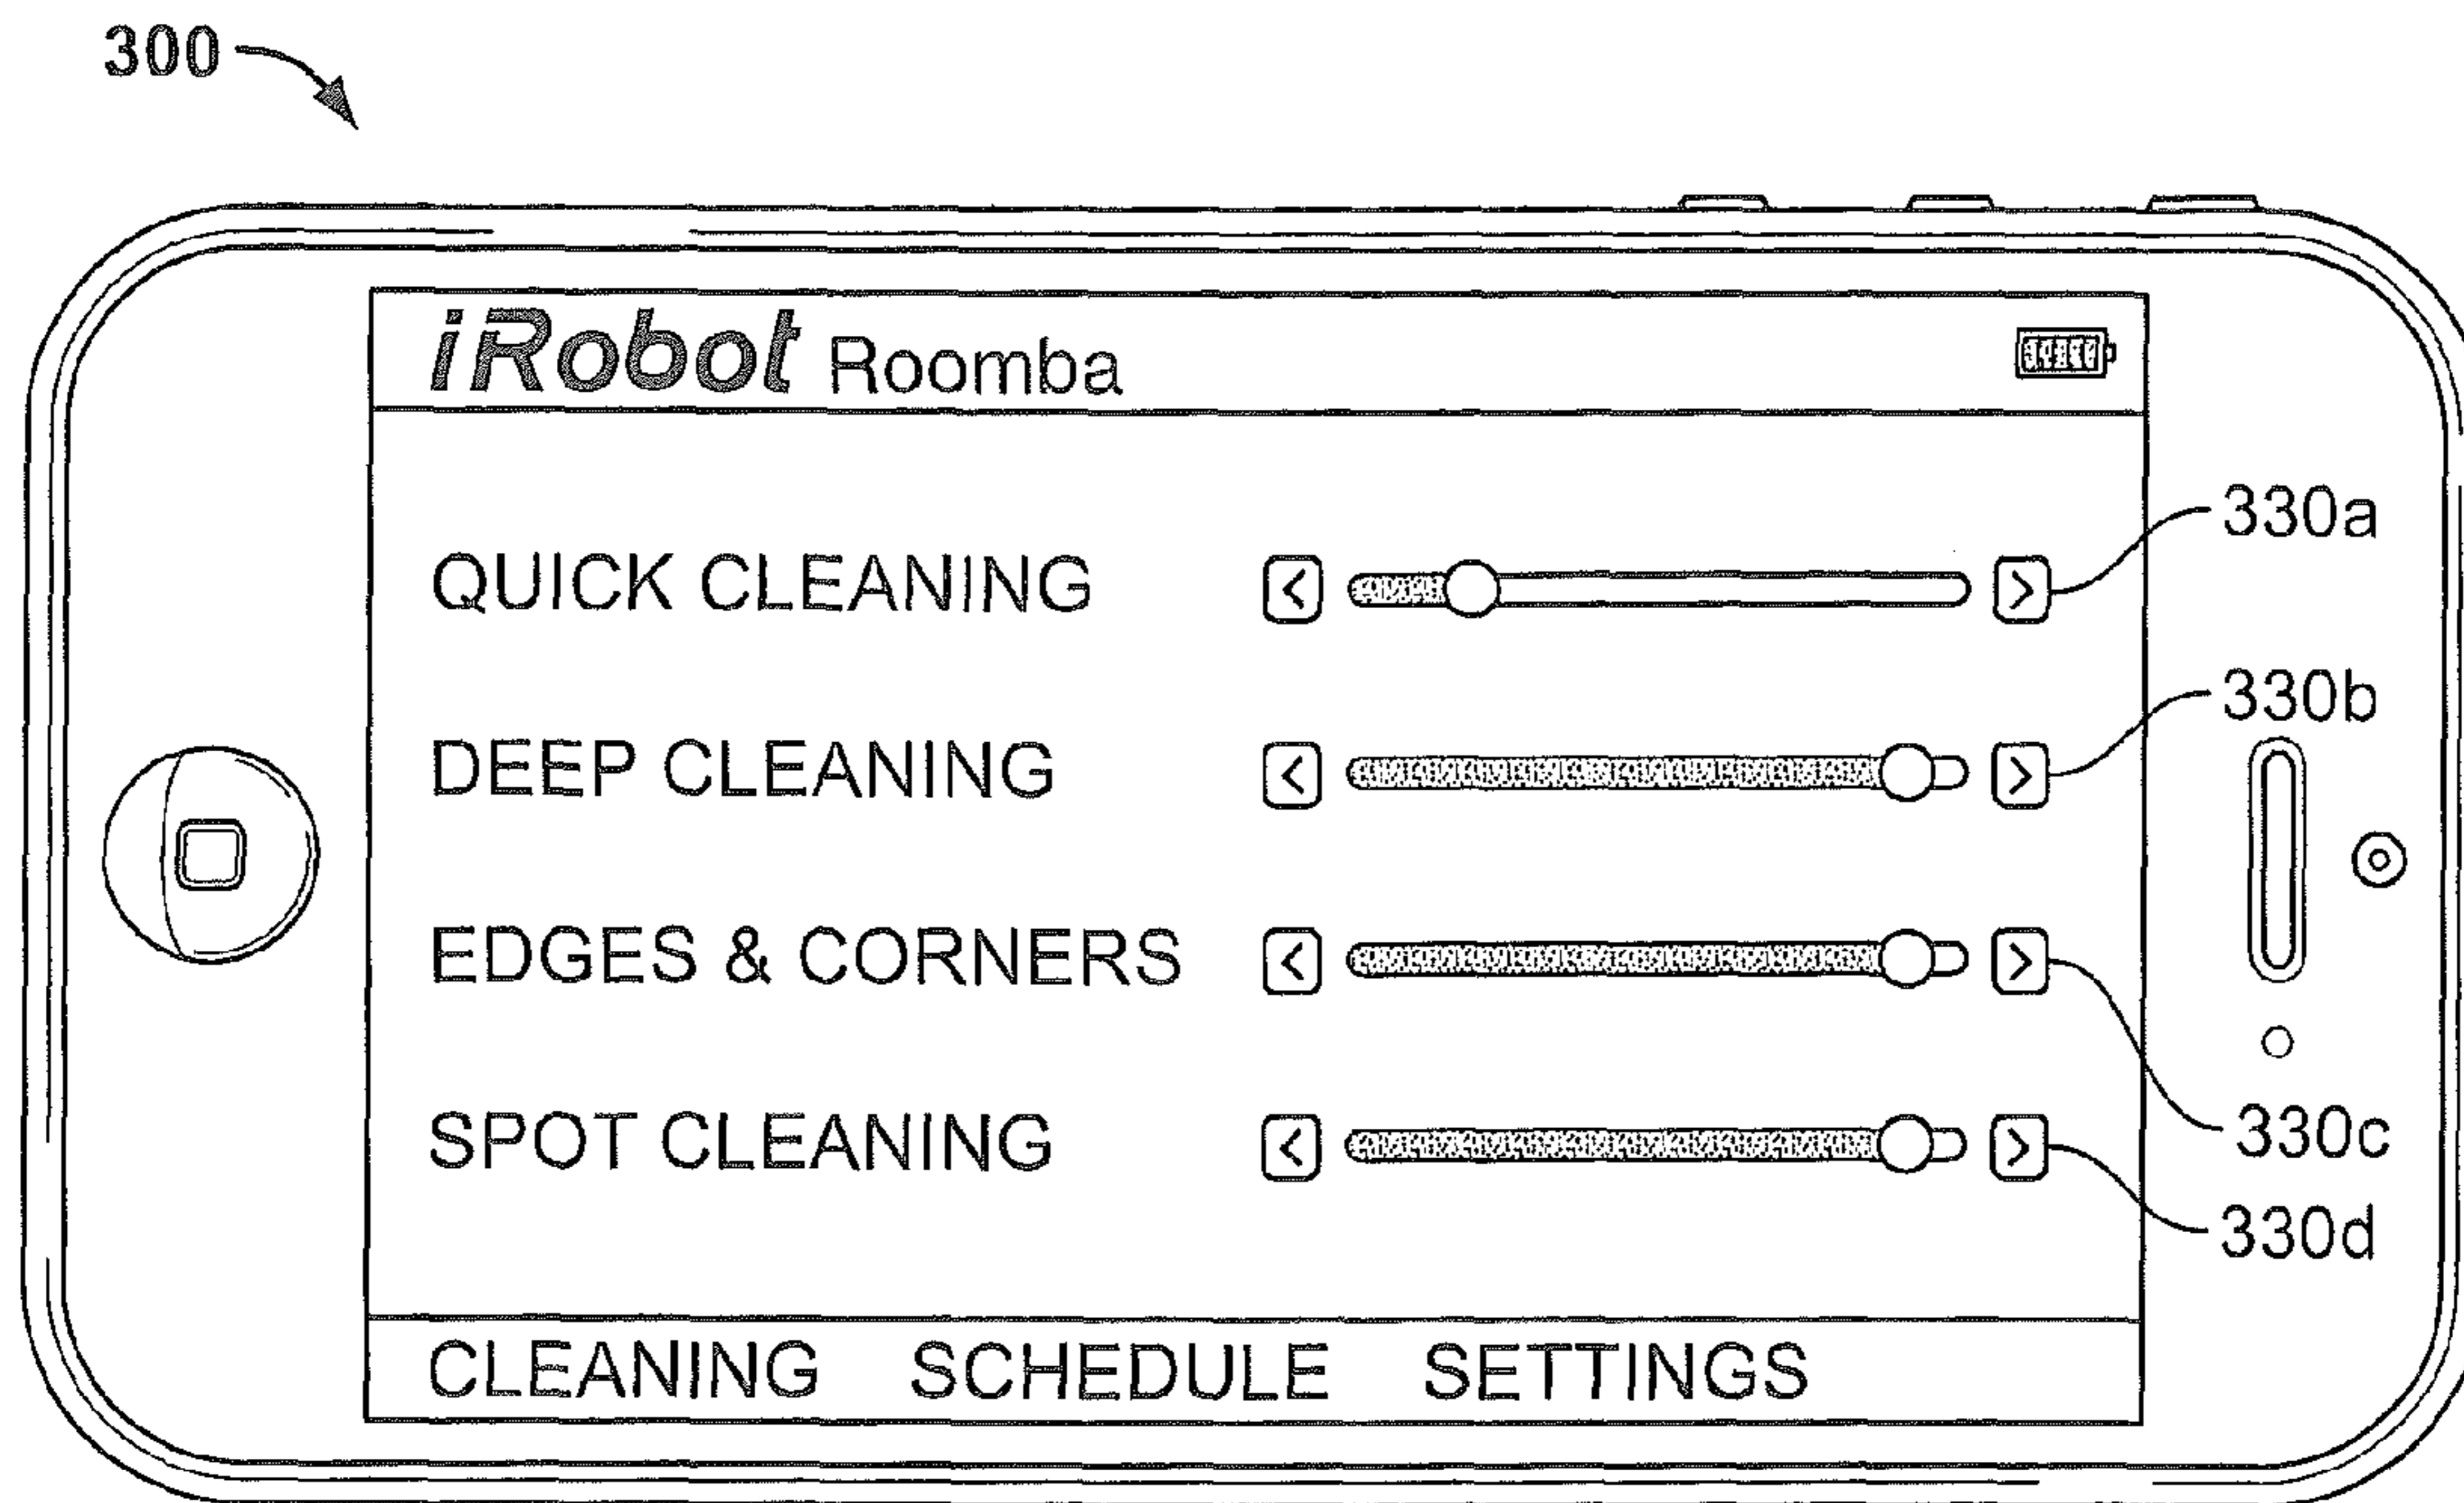 300
iRobot Roomba
QUICK CLEANING < > 330a
DEEP CLEANING < > 330b
EDGES & CORNERS < > 330c
SPOT CLEANING < > 330d
CLEANING SCHEDULE SETTINGS